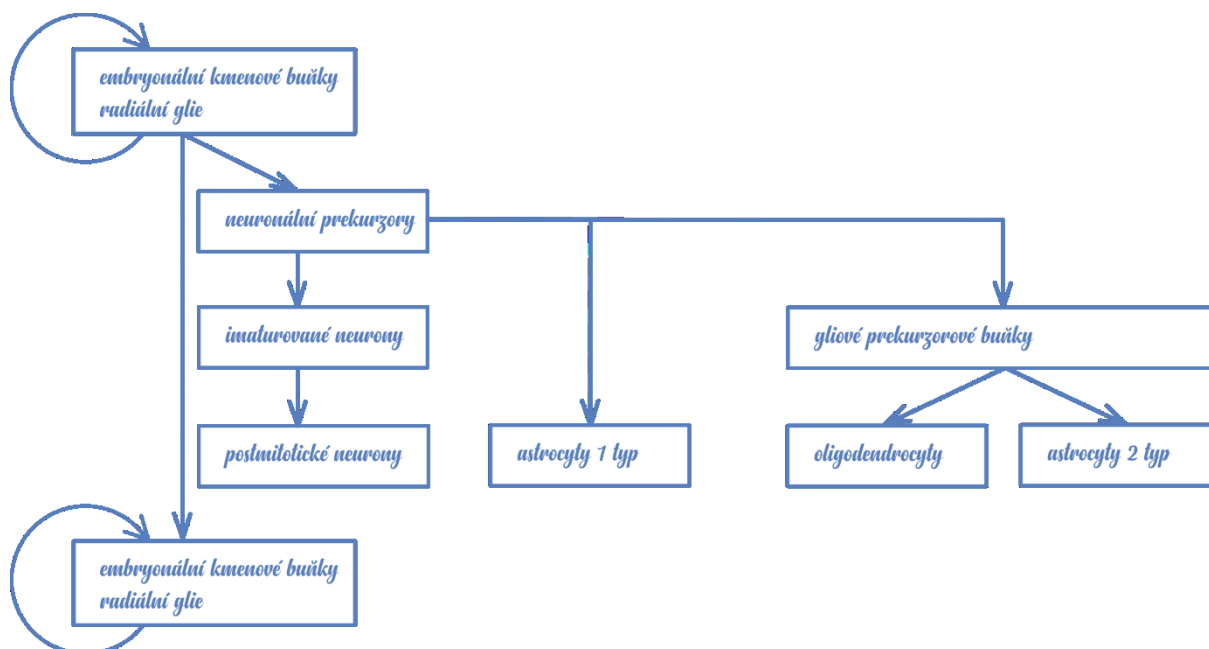 embryonální kmenové buňky
radiální glie
neuronální prekurzory
imaturované neurony
gliové prekurzorové buňky
postmitotické neurony
astrocyty 1 typ
oligodendrocyty
astrocyty 2 typ
embryonální kmenové buňky
radiální glie